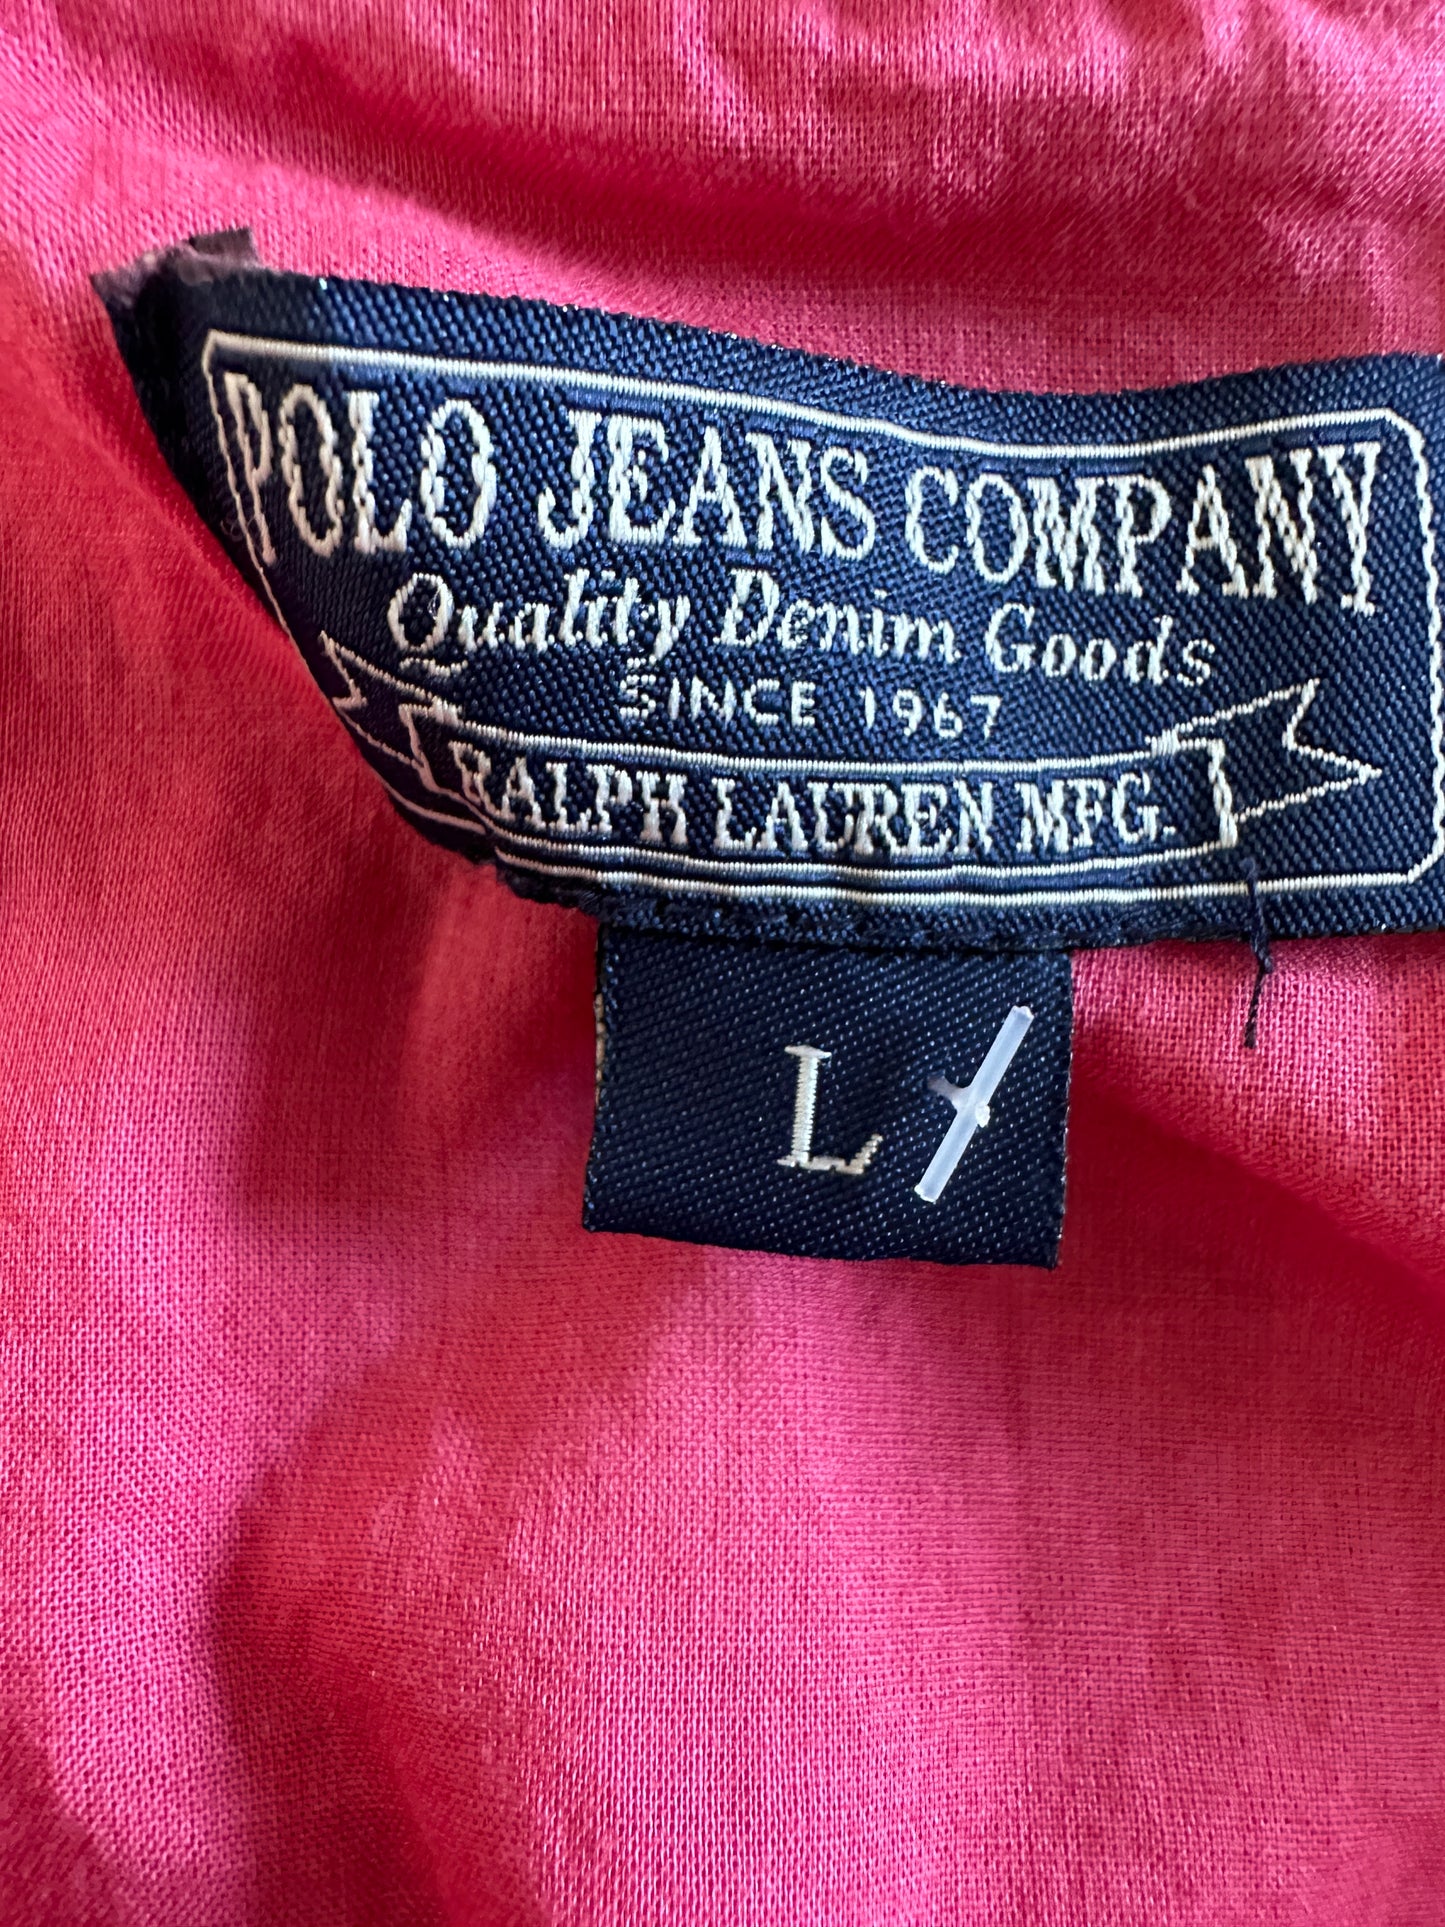 POLO JEANS COMPANY
Quality Denim Goods
SINCE 1967
RALPH LAUREN MFG.
L